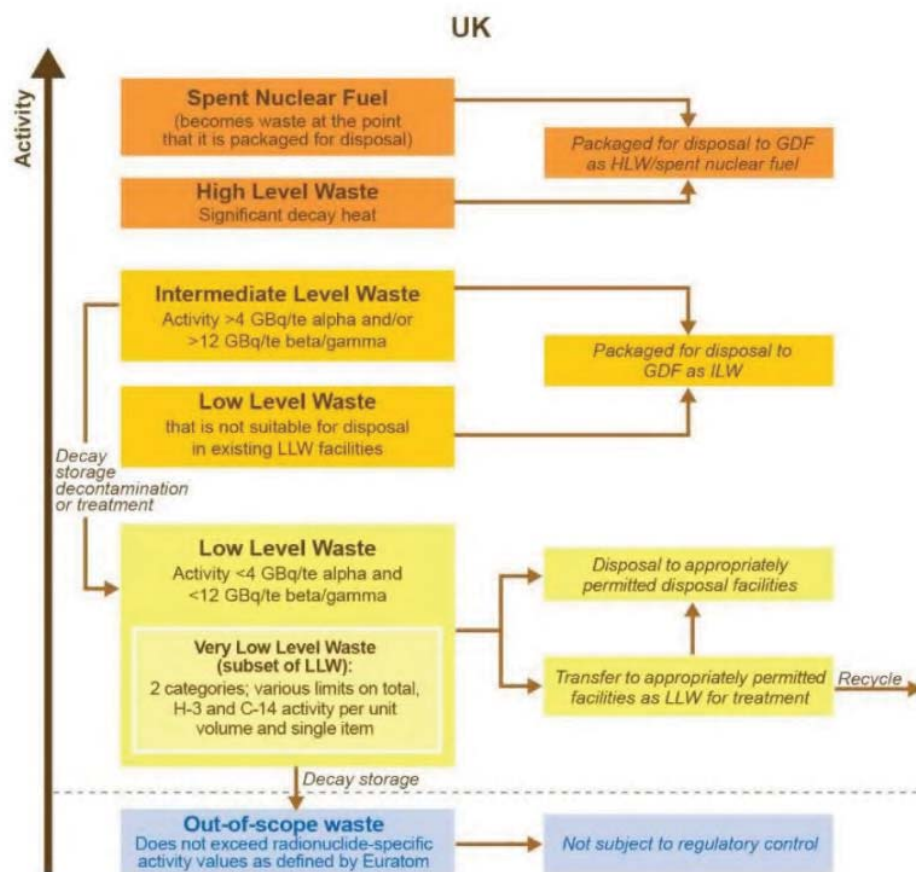 UK
Activity
Spent Nuclear Fuel
(becomes waste at the point
that it is packaged for disposal)
Packaged for disposal to GDF
as HLW/spent nuclear fuel
High Level Waste
Significant decay heat
Intermediate Level Waste
Activity >4 GBq/te alpha and/or
>12 GBq/te beta/gamma
Packaged for disposal to
GDF as ILW
Low Level Waste
that is not suitable for disposal
in existing LLW facilities
Decay
storage
decontamination
or treatment
Low Level Waste
Activity <4 GBq/te alpha and
<12 GBq/te beta/gamma
Very Low Level Waste
(subset of LLW):
2 categories; various limits on total,
H-3 and C-14 activity per unit
volume and single item
Disposal to appropriately
permitted disposal facilities
Transfer to appropriately permitted
facilities as LLW for treatment
Recycle
Decay storage
Out-of-scope waste
Does not exceed radionuclide-specific
activity values as defined by Euratom
Not subject to regulatory control